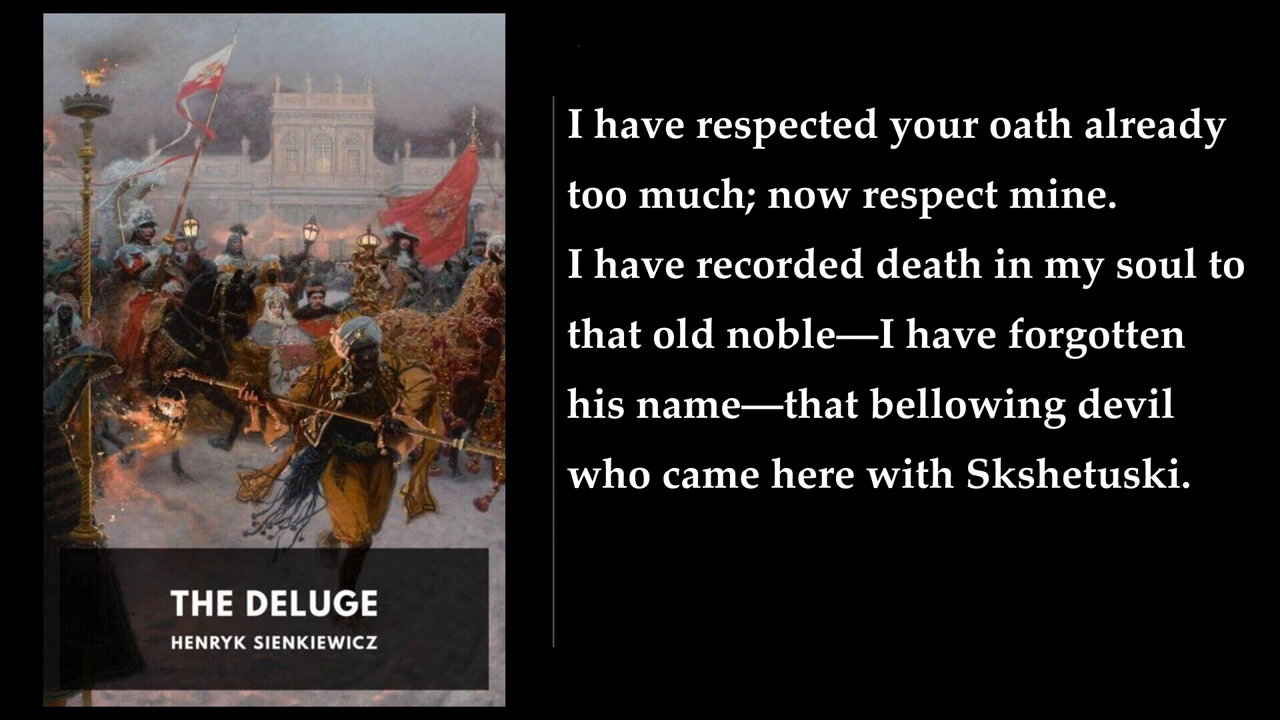 I have respected your oath already
too much; now respect mine.
I have recorded death in my soul to
that old noble—I have forgotten
his name—that bellowing devil
who came here with Skshetuski.
THE DELUGE
HENRYK SIENKIEWICZ